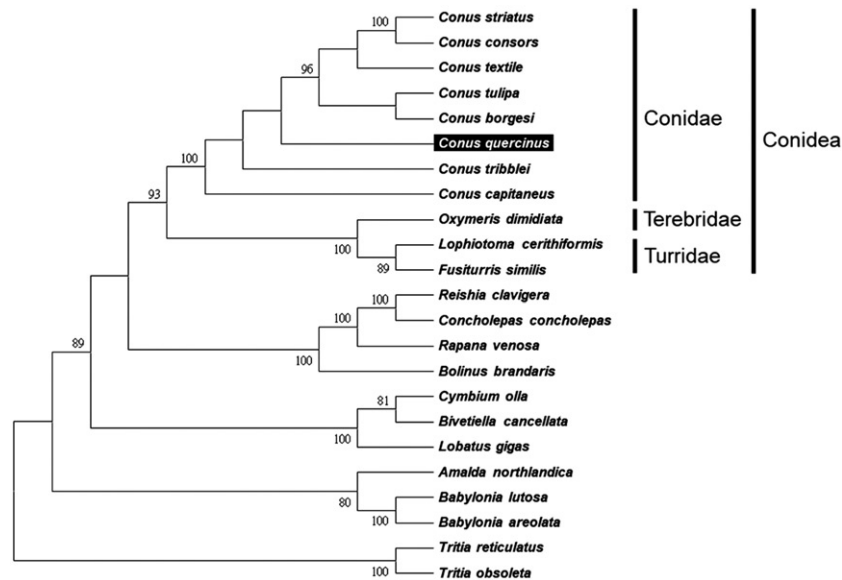 Conus striatus
Conus consors
Conus textile
Conus tulipa
Conus borgesi
Conus quercinus
Conus tribblei
Conus capitaneus
Oxymeris dimidiata
Lophiotoma cerithiformis
Fusiturris similis
Reishia clavigera
Concholepas concholepas
Rapana venosa
Bolinus brandaris
Cymbium olla
Bivetiella cancellata
Lobatus gigas
Amalda northlandica
Babylonia lutosa
Babylonia areolata
Tritia reticulatus
Tritia obsoleta
Conidae
Terebridae
Turridae
Conidea
100
96
100
93
100
89
100
100
100
89
81
100
80
100
100